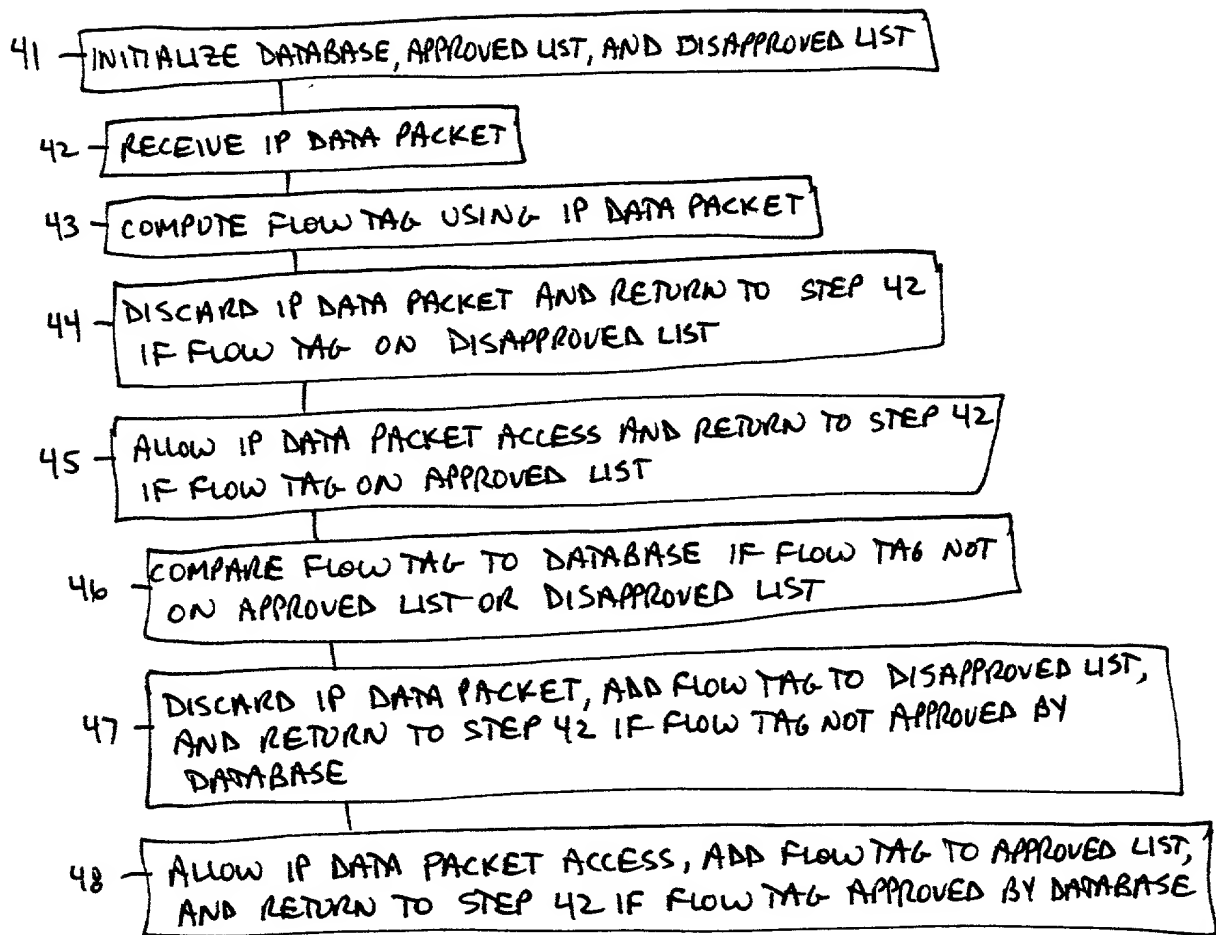 41 INITIALIZE DATABASE, APPROVED LIST, AND DISAPPROVED LIST
42 RECEIVE IP DATA PACKET
43 COMPUTE FLOW TAG USING IP DATA PACKET
44 DISCARD IP DATA PACKET AND RETURN TO STEP 42
IF FLOW TAG ON DISAPPROVED LIST
45 ALLOW IP DATA PACKET ACCESS AND RETURN TO STEP 42
IF FLOW TAG ON APPROVED LIST
46 COMPARE FLOW TAG TO DATABASE IF FLOW TAG NOT
ON APPROVED LIST OR DISAPPROVED LIST
47 DISCARD IP DATA PACKET, ADD FLOW TAG TO DISAPPROVED LIST,
AND RETURN TO STEP 42 IF FLOW TAG NOT APPROVED BY
DATABASE
48 ALLOW IP DATA PACKET ACCESS, ADD FLOW TAG TO APPROVED LIST,
AND RETURN TO STEP 42 IF FLOW TAG APPROVED BY DATABASE